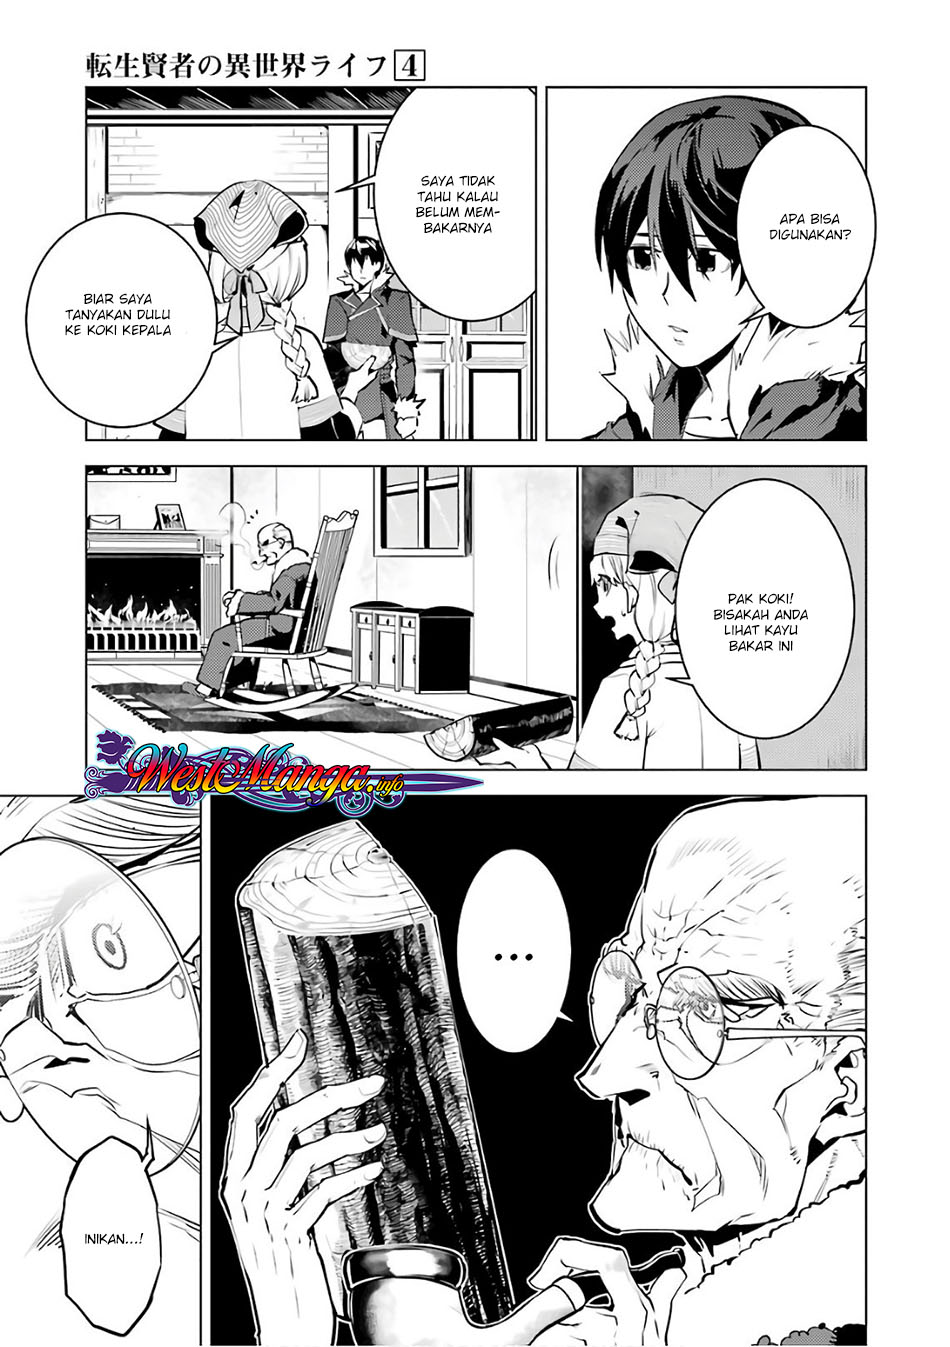 転生賢者の異世界ライフ 4
APA BISA
DIGUNAKAN?
SAYA TIDAK
TAHU KALAU
BELUM MEM-
BAKARNYA
BIAR SAYA
TANYAKAN DULU
KE KOKI KEPALA
PAK KOKI!
BISAKAH ANDA
LIHAT KAYU
BAKAR INI
WestManga.info
...
INIKAN...!